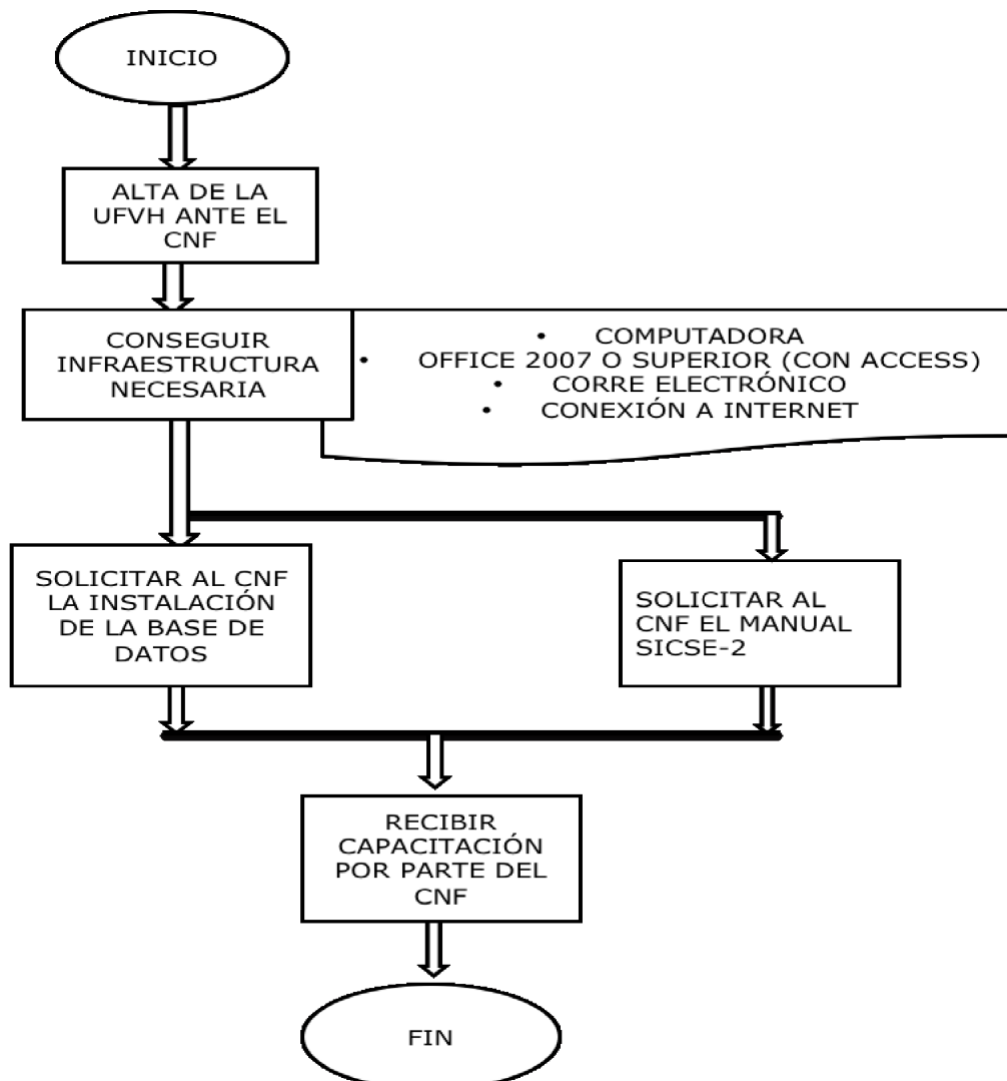 INICIO
ALTA DE LA
UFVH ANTE EL
CNF
CONSEGUIR
INFRAESTRUCTURA
NECESARIA
• COMPUTADORA
• OFFICE 2007 O SUPERIOR (CON ACCESS)
• CORRE ELECTRÓNICO
• CONEXIÓN A INTERNET
SOLICITAR AL CNF
LA INSTALACIÓN
DE LA BASE DE
DATOS
SOLICITAR AL
CNF EL MANUAL
SICSE-2
RECIBIR
CAPACITACIÓN
POR PARTE DEL
CNF
FIN